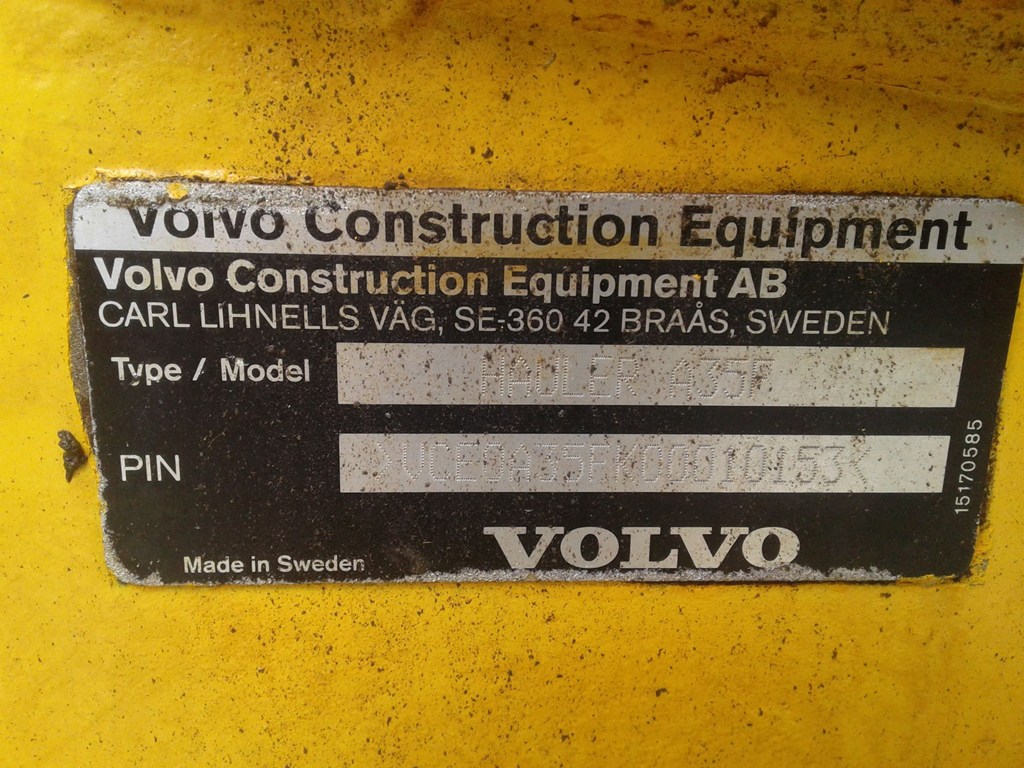 Volvo Construction Equipment
Volvo Construction Equipment AB
CARL LIHNELLS VÄG, SE-360 42 BRAÅS, SWEDEN
Type / Model HAULER A35F
PIN >VCE0A35FK00010153<
15170585
Made in Sweden VOLVO